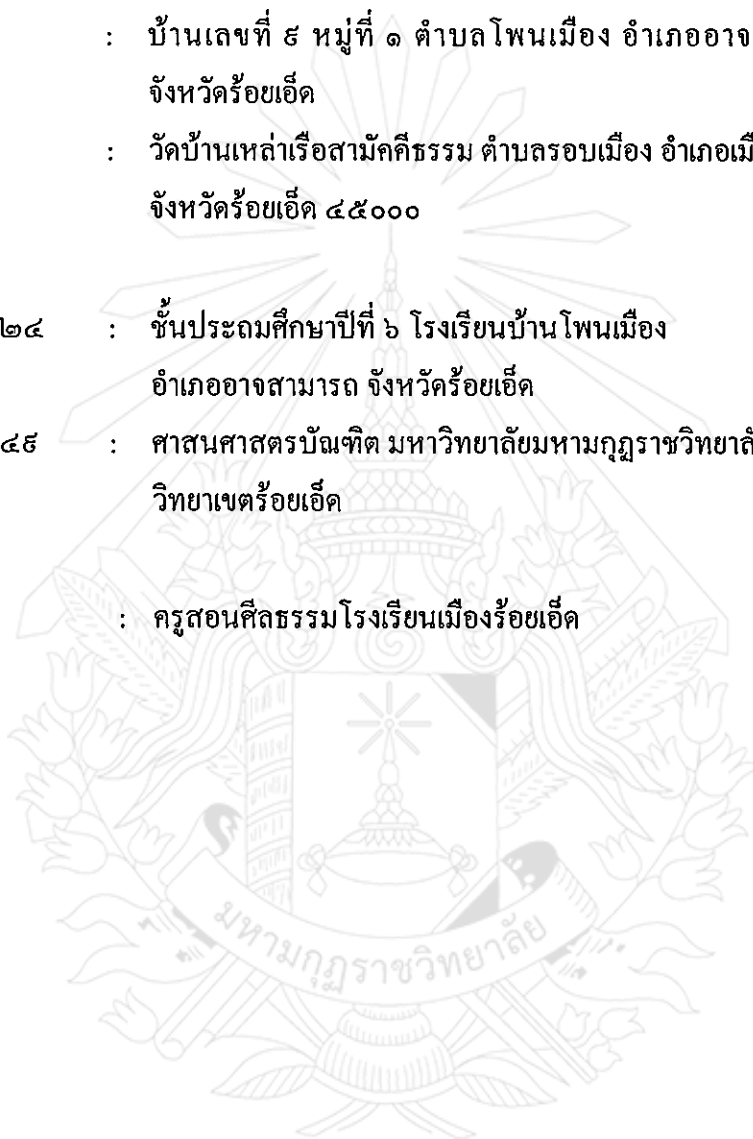 : บ้านเลขที่ ๙ หมู่ที่ ๑ ตำบลโพนเมือง อำเภออาจ
จังหวัดร้อยเอ็ด
: วัดบ้านเหล่าเรือสามัคคีธรรม ตำบลรอบเมือง อำเภอเมื
จังหวัดร้อยเอ็ด ๔๕๐๐๐
๒๔ : ชั้นประถมศึกษาปีที่ ๖ โรงเรียนบ้านโพนเมือง
อำเภออาจสามารถ จังหวัดร้อยเอ็ด
๔๙ : ศาสนศาสตรบัณฑิต มหาวิทยาลัยมหามกุฏราชวิทยาลั
วิทยาเขตร้อยเอ็ด
: ครูสอนศีลธรรมโรงเรียนเมืองร้อยเอ็ด
มหามกุฏราชวิทยาลัย